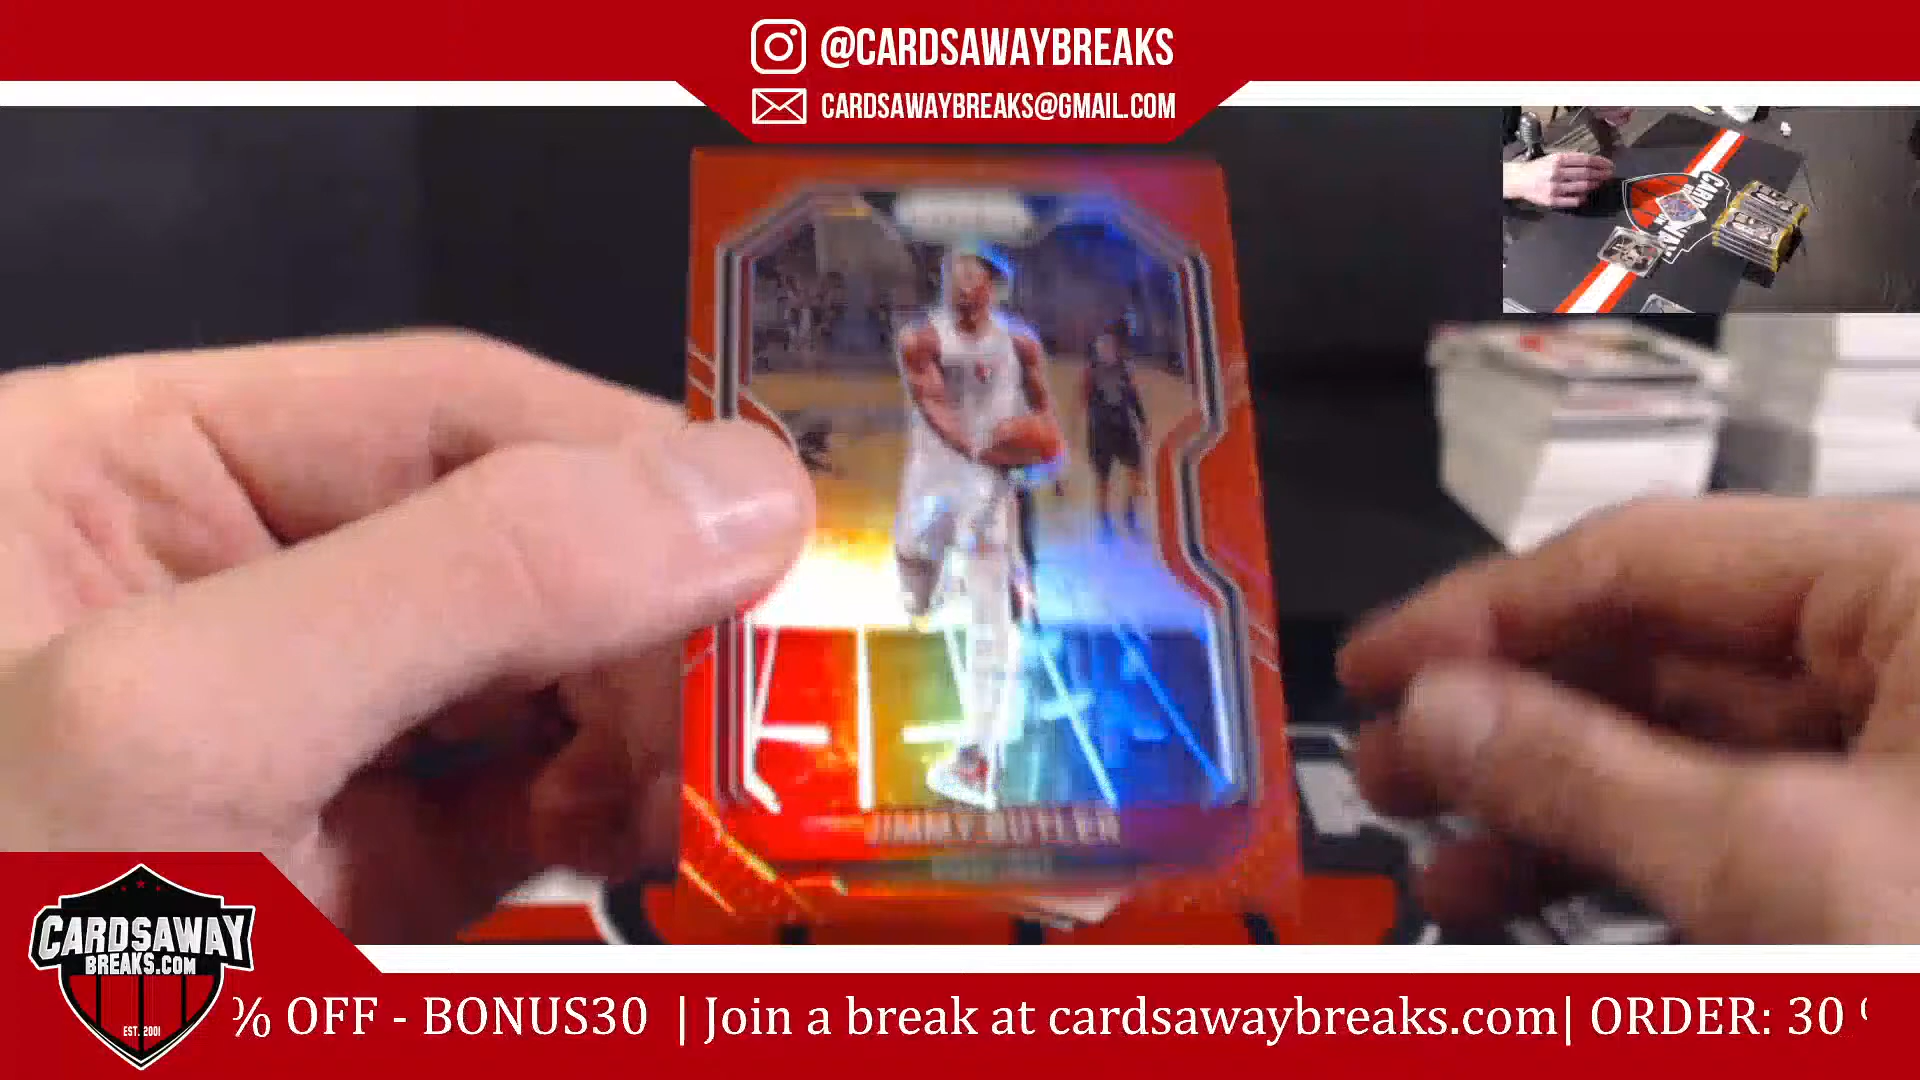 @CARDSAWAYBREAKS
CARDSAWAYBREAKS@GMAIL.COM
JIMMY BUTLER
CARDSAWAY
BREAKS.COM
EST. 2001
% OFF - BONUS30 | Join a break at cardsawaybreaks.com| ORDER: 30